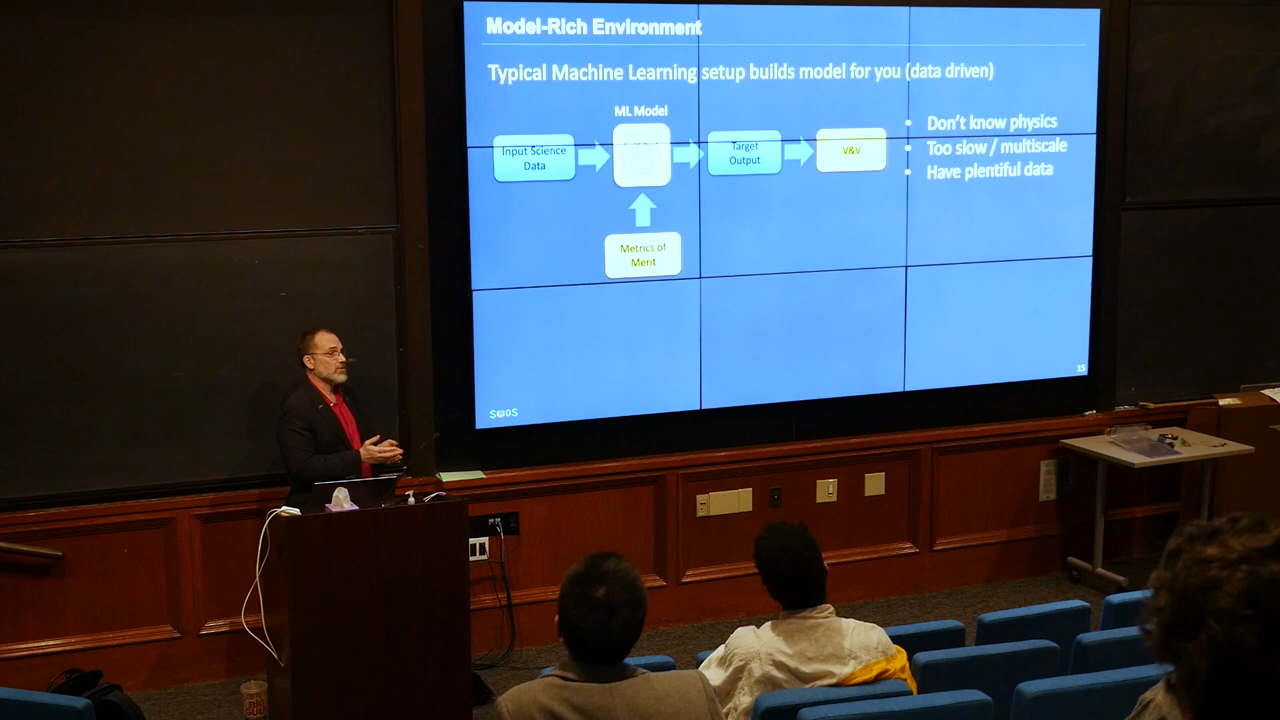 Model-Rich Environment
Typical Machine Learning setup builds model for you (data driven)
ML Model
Input Science
Data
Target
Output
V&V
Metrics of
Merit
• Don't know physics
• Too slow / multiscale
• Have plentiful data
15